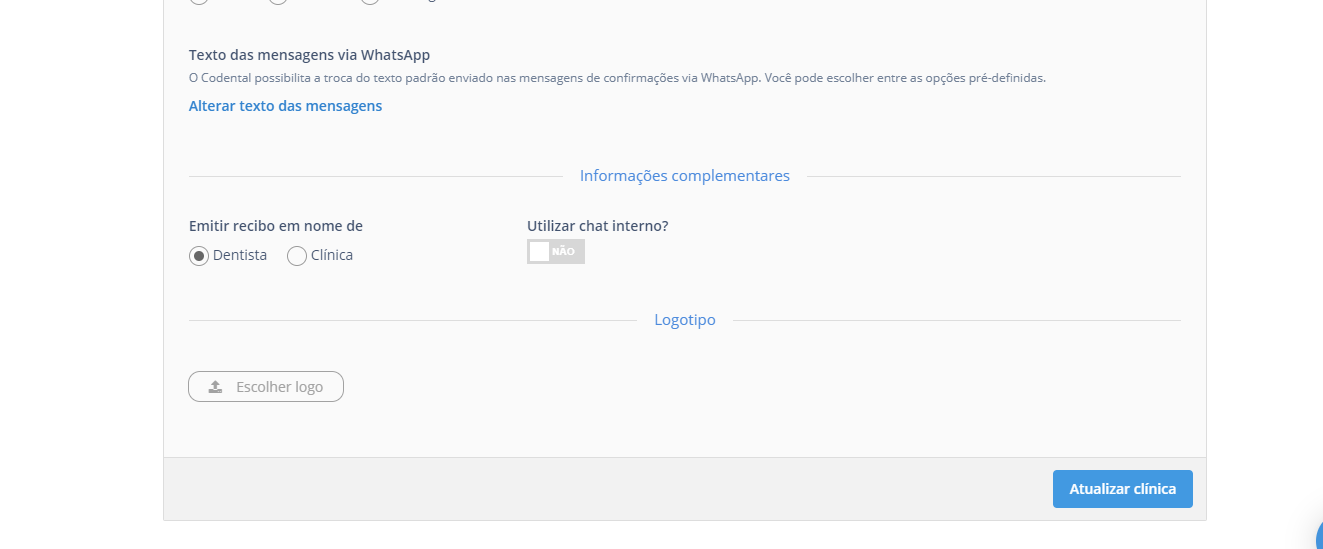 Texto das mensagens via WhatsApp
O Codental possibilita a troca do texto padrão enviado nas mensagens de confirmações via WhatsApp. Você pode escolher entre as opções pré-definidas.
Alterar texto das mensagens
Informações complementares
Emitir recibo em nome de
Utilizar chat interno?
Dentista
Clínica
NÃO
Logotipo
Escolher logo
Atualizar clínica